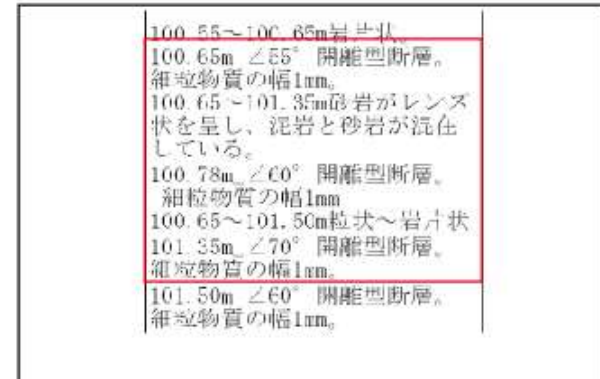 100.55～100.65m岩片状。
100.65m ∠55° 開離型断層。
細粒物質の幅1mm。
100.65～101.35m砂岩がレンズ
状を呈し、泥岩と砂岩が混在
している。
100.78m ∠60° 開離型断層。
細粒物質の幅1mm
100.65～101.50m粒状～岩片状
101.35m ∠70° 開離型断層。
細粒物質の幅1mm。
101.50m ∠60° 開離型断層。
細粒物質の幅1mm。